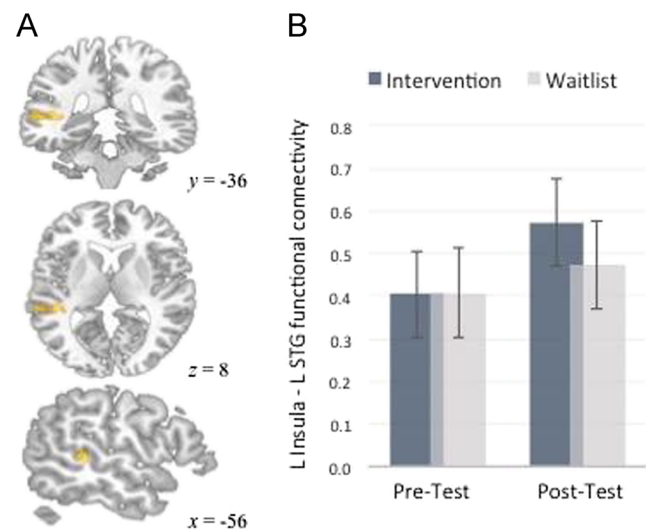 A
y = -36
z = 8
x = -56
B
Intervention Waitlist
L Insula - L STG functional connectivity
0.8
0.7
0.6
0.5
0.4
0.3
0.2
0.1
0.0
Pre-Test Post-Test